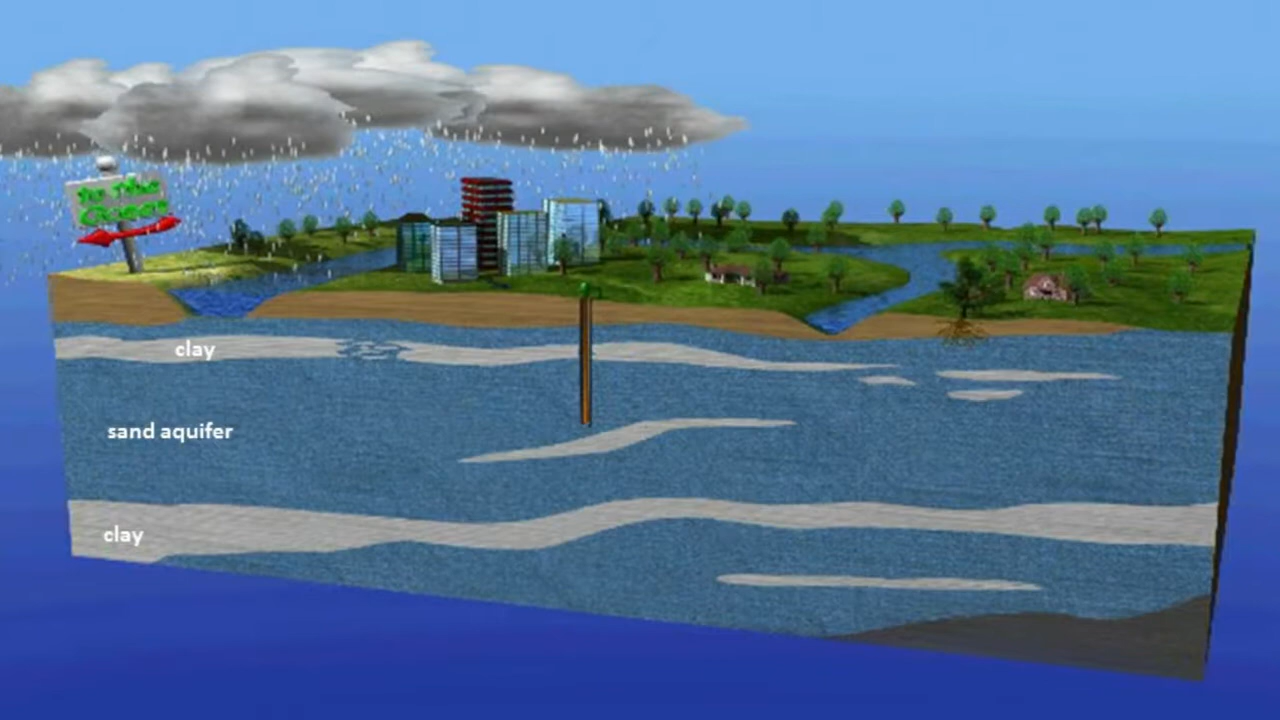 to the
Ocean
clay
sand aquifer
clay